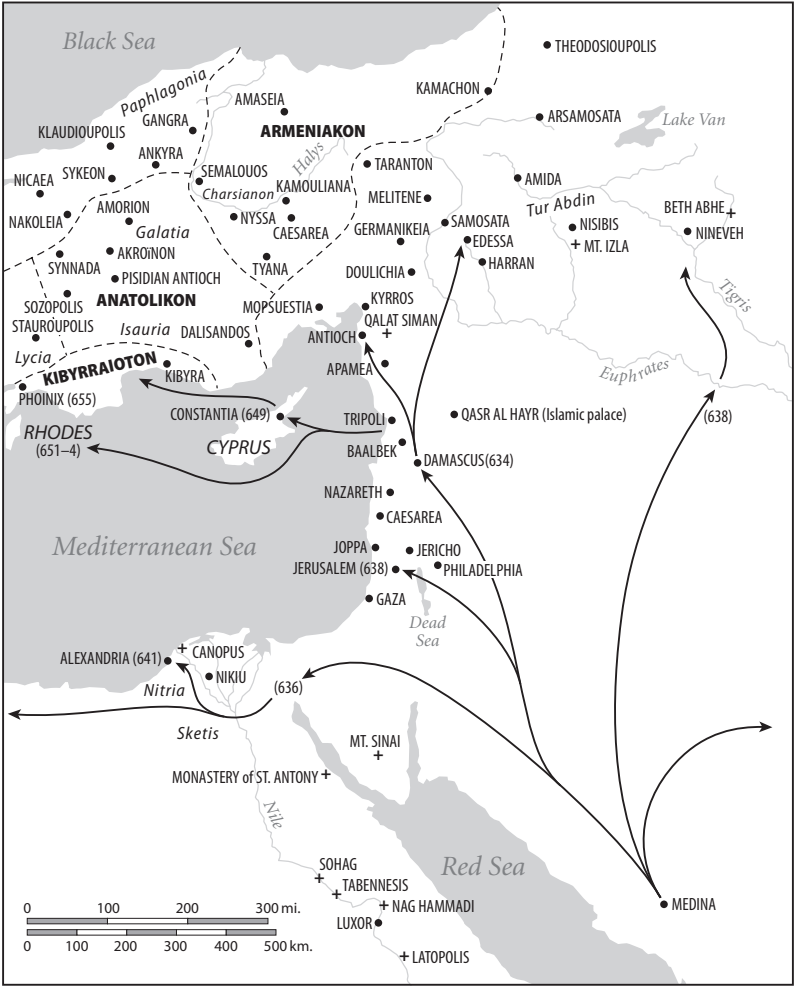 Black Sea
THEODOSIOUPOLIS
Paphlagonia
KAMACHON
AMASEIA
GANGRA
ARSAMOSATA
Lake Van
KLAUDIOUPOLIS
ARMENIAKON
ANKYRA
Halys
TARANTON
SYKEON
SEMALOUOS
NICAEA
Charsianon
KAMOULIANA
AMIDA
MELITENE
Tur Abdin
BETH ABHE
NAKOLEIA
AMORION
NYSSA
CAESAREA
GERMANIKEIA
SAMOSATA
NISIBIS
NINEVEH
Galatia
EDESSA
MT. IZLA
AKROïNON
SYNNADA
TYANA
HARRAN
PISIDIAN ANTIOCH
DOULICHIA
Tigris
SOZOPOLIS
ANATOLIKON
MOPSUESTIA
KYRROS
STAUROUPOLIS
Isauria
DALISANDOS
QALAT SIMAN
ANTIOCH
Lycia
KIBYRRAIOTON
KIBYRA
APAMEA
Euphrates
PHOINIX (655)
CONSTANTIA (649)
TRIPOLI
QASR AL HAYR (Islamic palace)
(638)
RHODES
(651–4)
CYPRUS
BAALBEK
DAMASCUS(634)
NAZARETH
CAESAREA
Mediterranean Sea
JOPPA
JERICHO
JERUSALEM (638)
PHILADELPHIA
GAZA
Dead
Sea
ALEXANDRIA (641)
CANOPUS
NIKIU
Nitria
(636)
Sketis
MT. SINAI
MONASTERY of ST. ANTONY
Nile
Red Sea
SOHAG
TABENNESIS
NAG HAMMADI
MEDINA
LUXOR
LATOPOLIS
0 100 200 300 mi.
0 100 200 300 400 500 km.